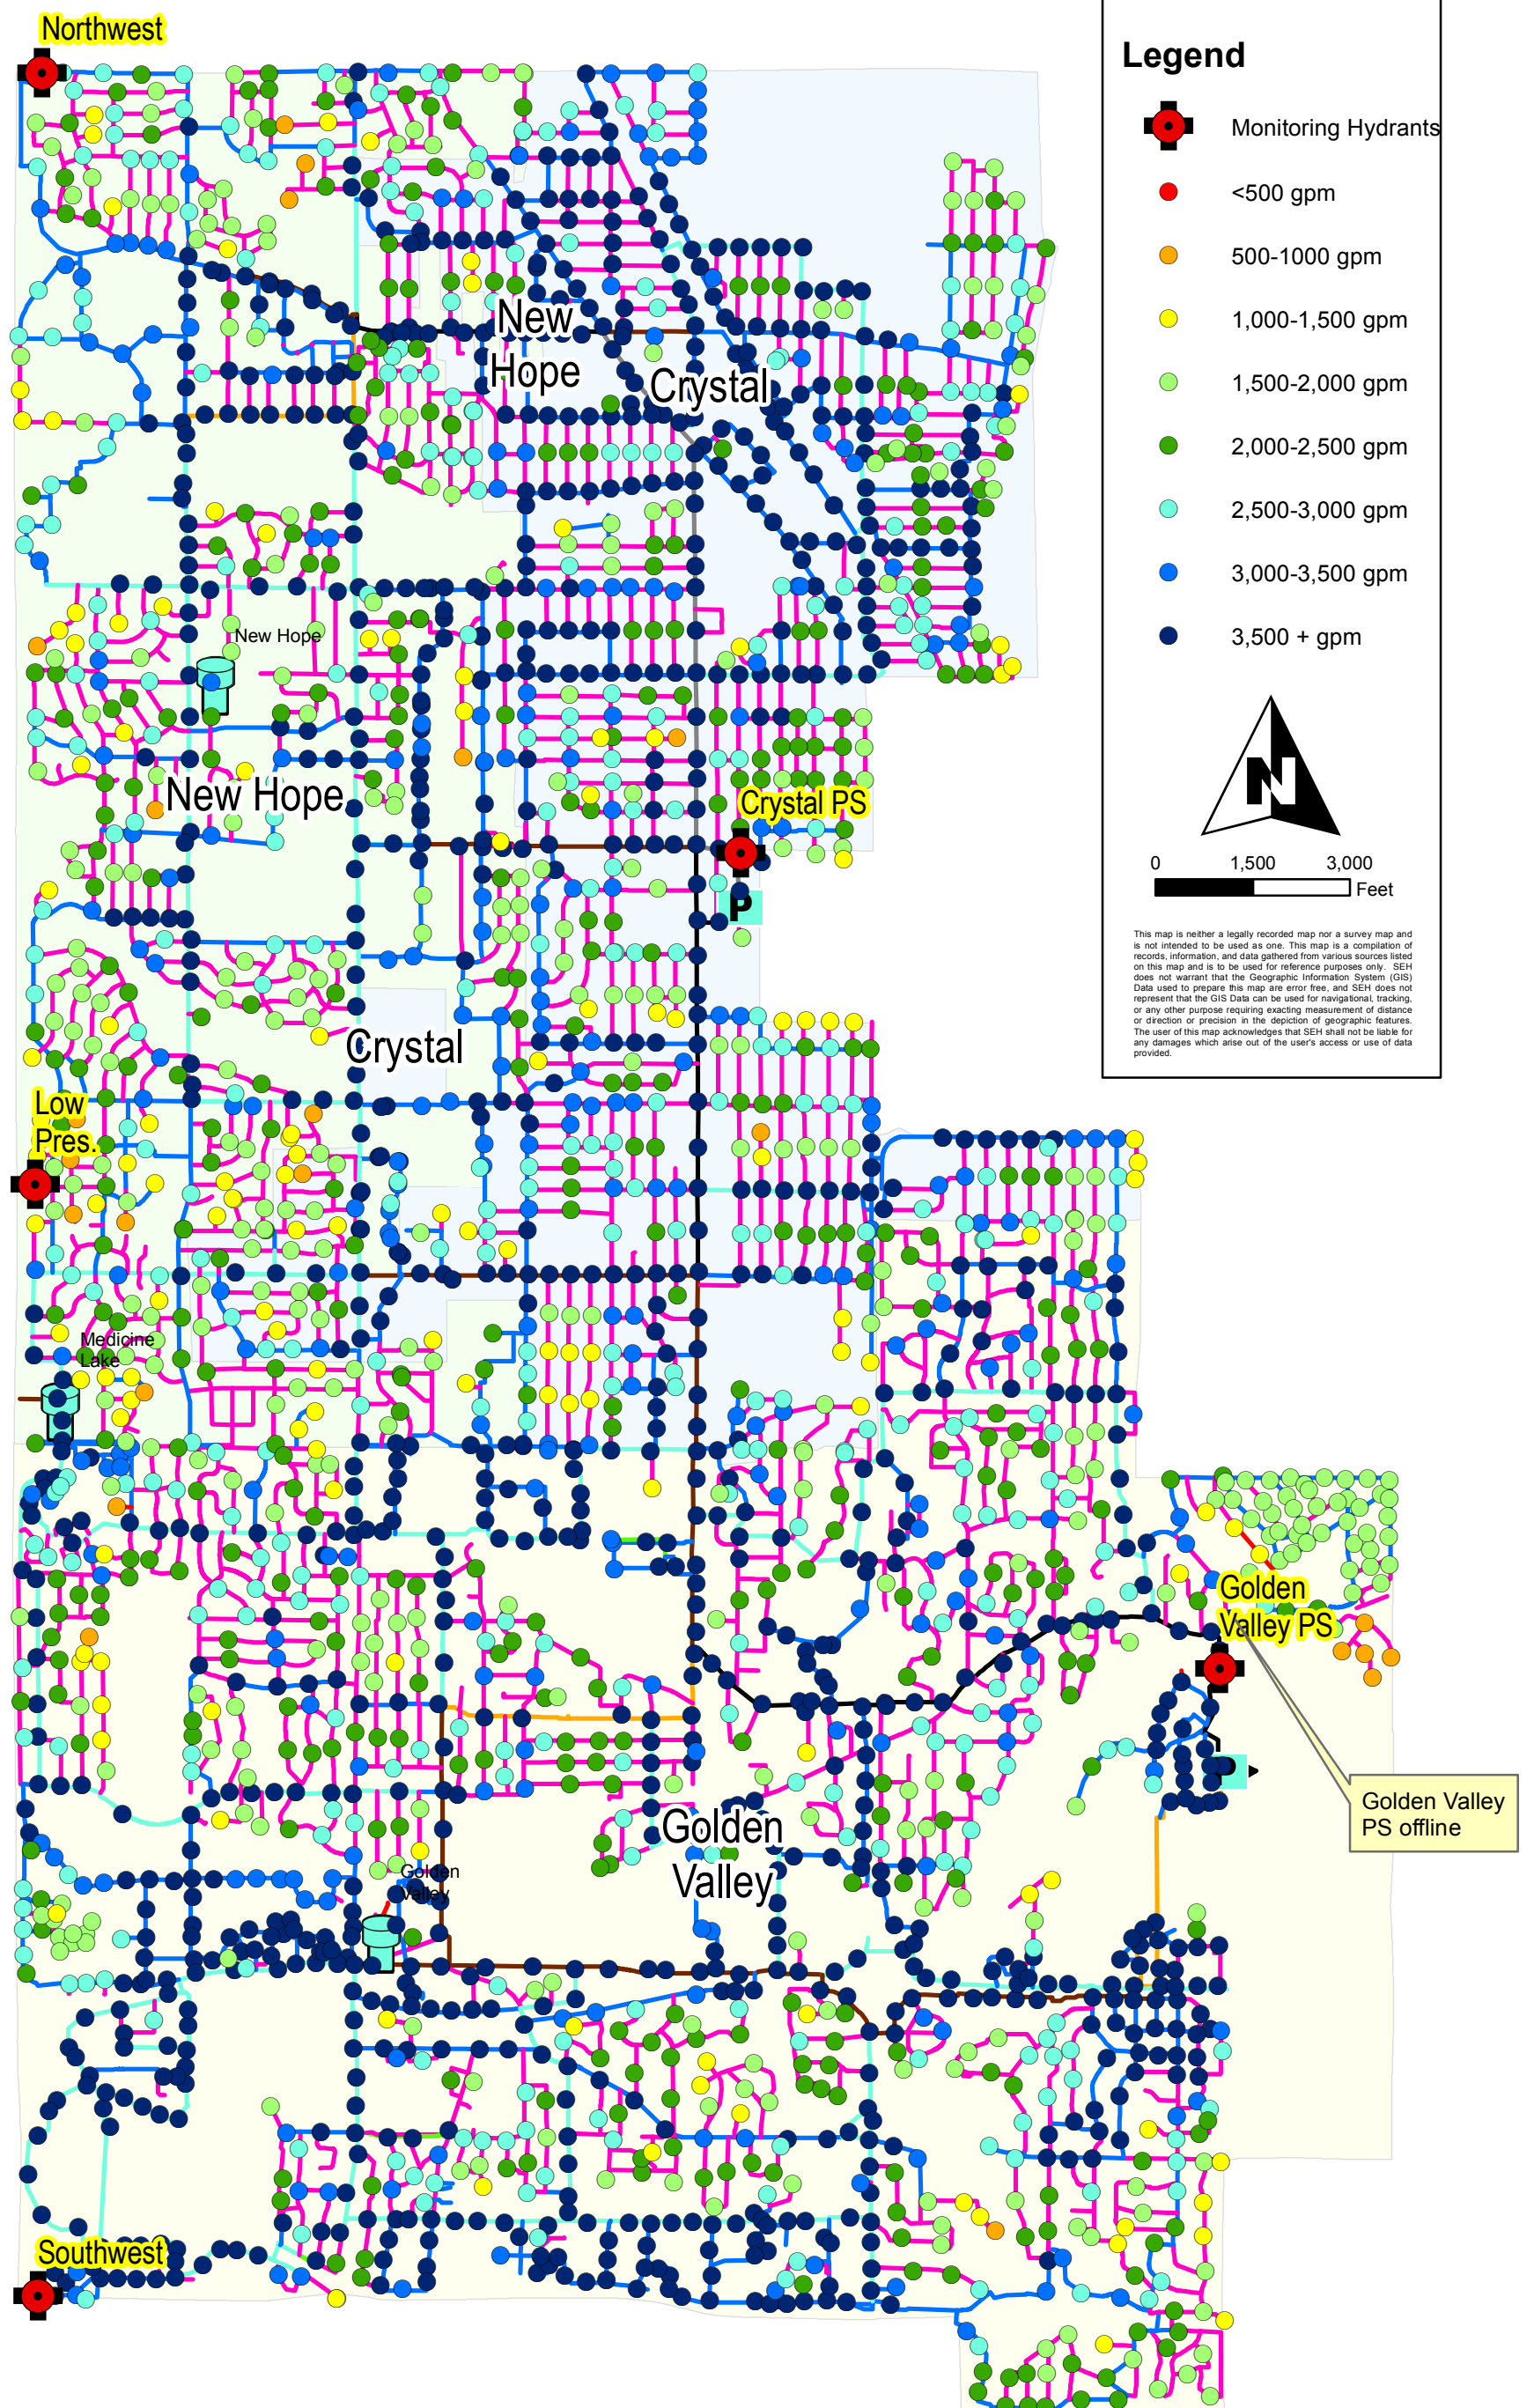 Northwest
Legend
Monitoring Hydrants
<500 gpm
500-1000 gpm
1,000-1,500 gpm
1,500-2,000 gpm
2,000-2,500 gpm
2,500-3,000 gpm
3,000-3,500 gpm
3,500 + gpm
N
0 1,500 3,000
Feet
This map is neither a legally recorded map nor a survey map and
is not intended to be used as one. This map is a compilation of
records, information, and data gathered from various sources listed
on this map and is to be used for reference purposes only. SEH
does not warrant that the Geographic Information System (GIS)
Data used to prepare this map are error free, and SEH does not
represent that the GIS Data can be used for navigational, tracking,
or any other purpose requiring exacting measurement of distance
or direction or precision in the depiction of geographic features.
The user of this map acknowledges that SEH shall not be liable for
any damages which arise out of the user's access or use of data
provided.
New
Hope
Crystal
New Hope
New Hope
Crystal PS
P
Crystal
Low
Pres.
Medicine
Lake
Golden
Valley PS
Golden Valley
PS offline
Golden
Valley
Golden
Valley
Southwest